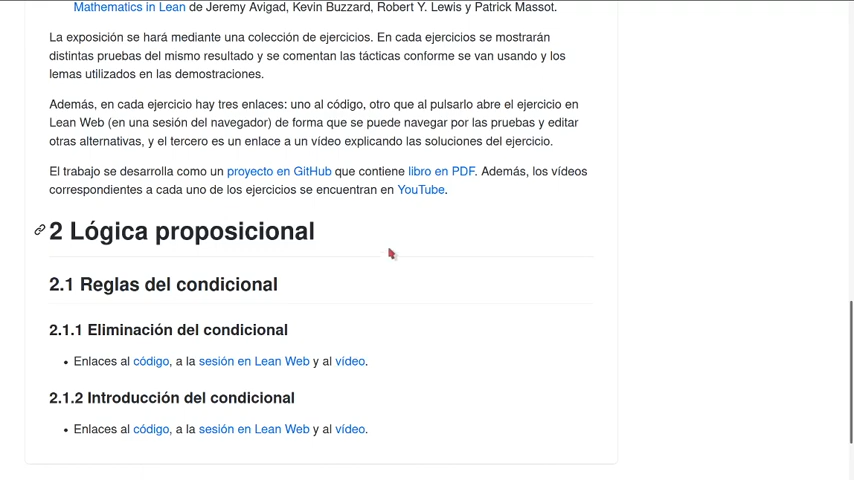 Mathematics in Lean de Jeremy Avigad, Kevin Buzzard, Robert Y. Lewis y Patrick Massot.
La exposición se hará mediante una colección de ejercicios. En cada ejercicios se mostrarán
distintas pruebas del mismo resultado y se comentan las tácticas conforme se van usando y los
lemas utilizados en las demostraciones.
Además, en cada ejercicio hay tres enlaces: uno al código, otro que al pulsarlo abre el ejercicio en
Lean Web (en una sesión del navegador) de forma que se puede navegar por las pruebas y editar
otras alternativas, y el tercero es un enlace a un vídeo explicando las soluciones del ejercicio.
El trabajo se desarrolla como un proyecto en GitHub que contiene libro en PDF. Además, los vídeos
correspondientes a cada uno de los ejercicios se encuentran en YouTube.
2 Lógica proposicional
2.1 Reglas del condicional
2.1.1 Eliminación del condicional
• Enlaces al código, a la sesión en Lean Web y al vídeo.
2.1.2 Introducción del condicional
• Enlaces al código, a la sesión en Lean Web y al vídeo.